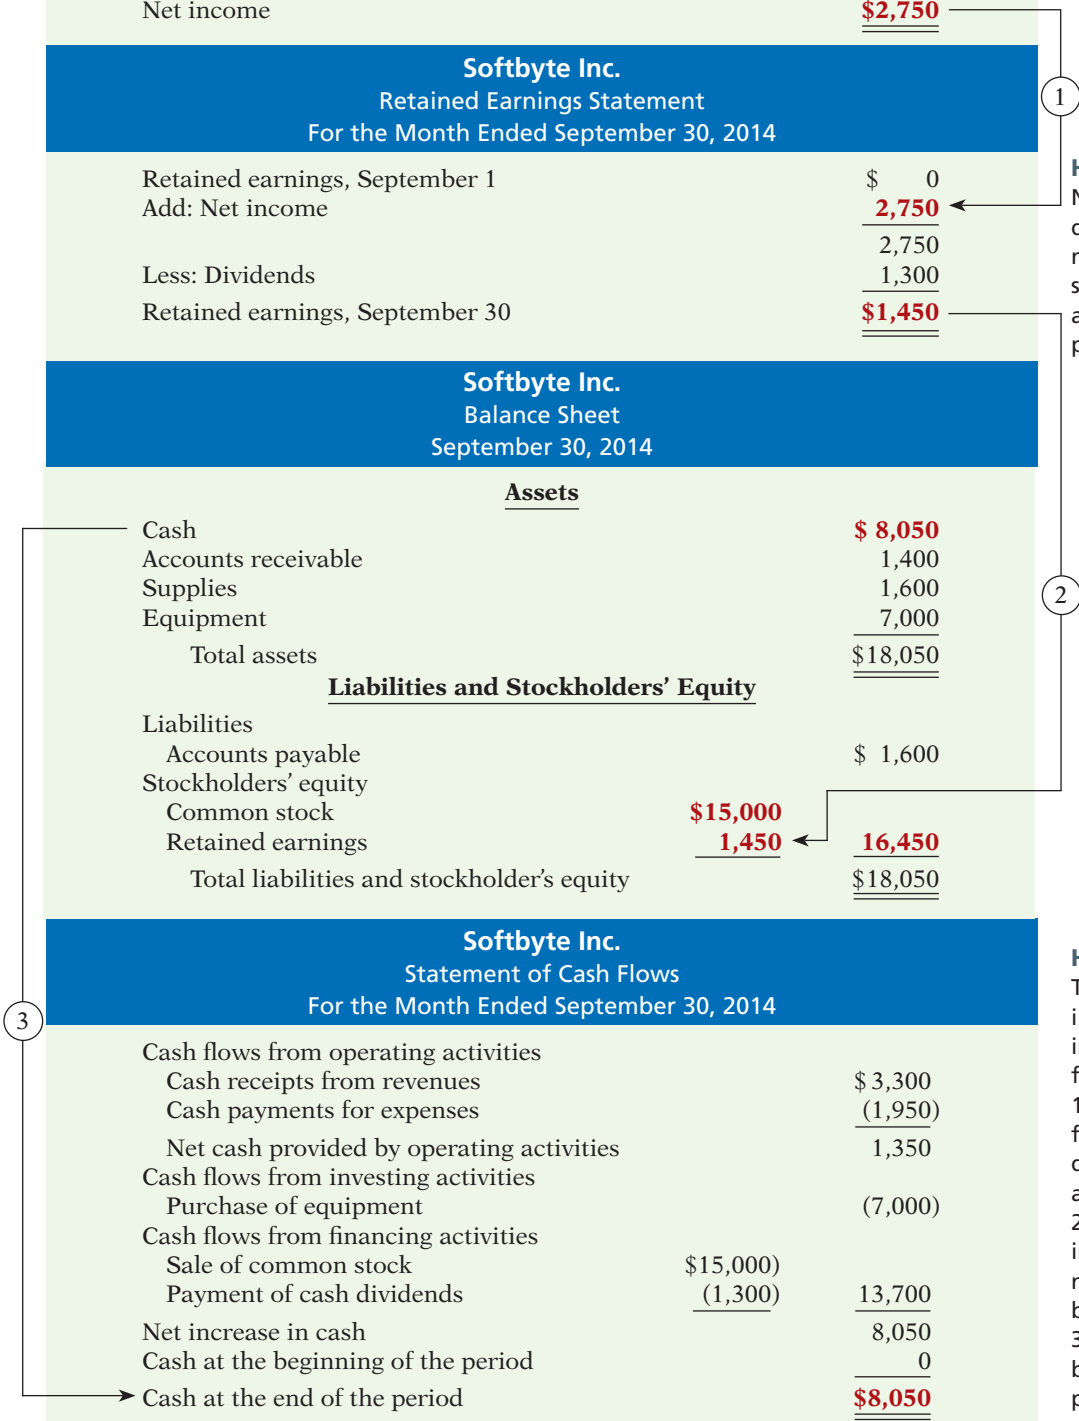 Net income $2,750
Softbyte Inc.
Retained Earnings Statement
For the Month Ended September 30, 2014
1
Retained earnings, September 1 $ 0
Add: Net income 2,750
2,750
Less: Dividends 1,300
Retained earnings, September 30 $1,450
Softbyte Inc.
Balance Sheet
September 30, 2014
Assets
Cash $ 8,050
Accounts receivable 1,400
Supplies 1,600
2
Equipment 7,000
Total assets $18,050
Liabilities and Stockholders’ Equity
Liabilities
Accounts payable $ 1,600
Stockholders’ equity
Common stock $15,000
Retained earnings 1,450 16,450
Total liabilities and stockholder’s equity $18,050
Softbyte Inc.
Statement of Cash Flows
For the Month Ended September 30, 2014
3
Cash flows from operating activities
Cash receipts from revenues $ 3,300
Cash payments for expenses (1,950)
Net cash provided by operating activities 1,350
Cash flows from investing activities
Purchase of equipment (7,000)
Cash flows from financing activities
Sale of common stock $15,000)
Payment of cash dividends (1,300) 13,700
Net increase in cash 8,050
Cash at the beginning of the period 0
Cash at the end of the period $8,050